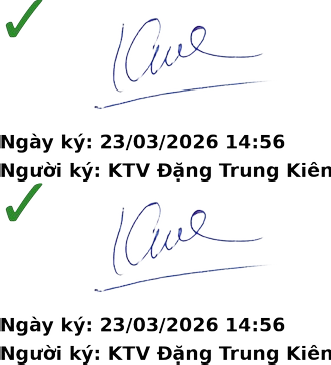 Ngày ký: 23/03/2026 14:56
Người ký: KTV Đặng Trung Kiên
Ngày ký: 23/03/2026 14:56
Người ký: KTV Đặng Trung Kiên